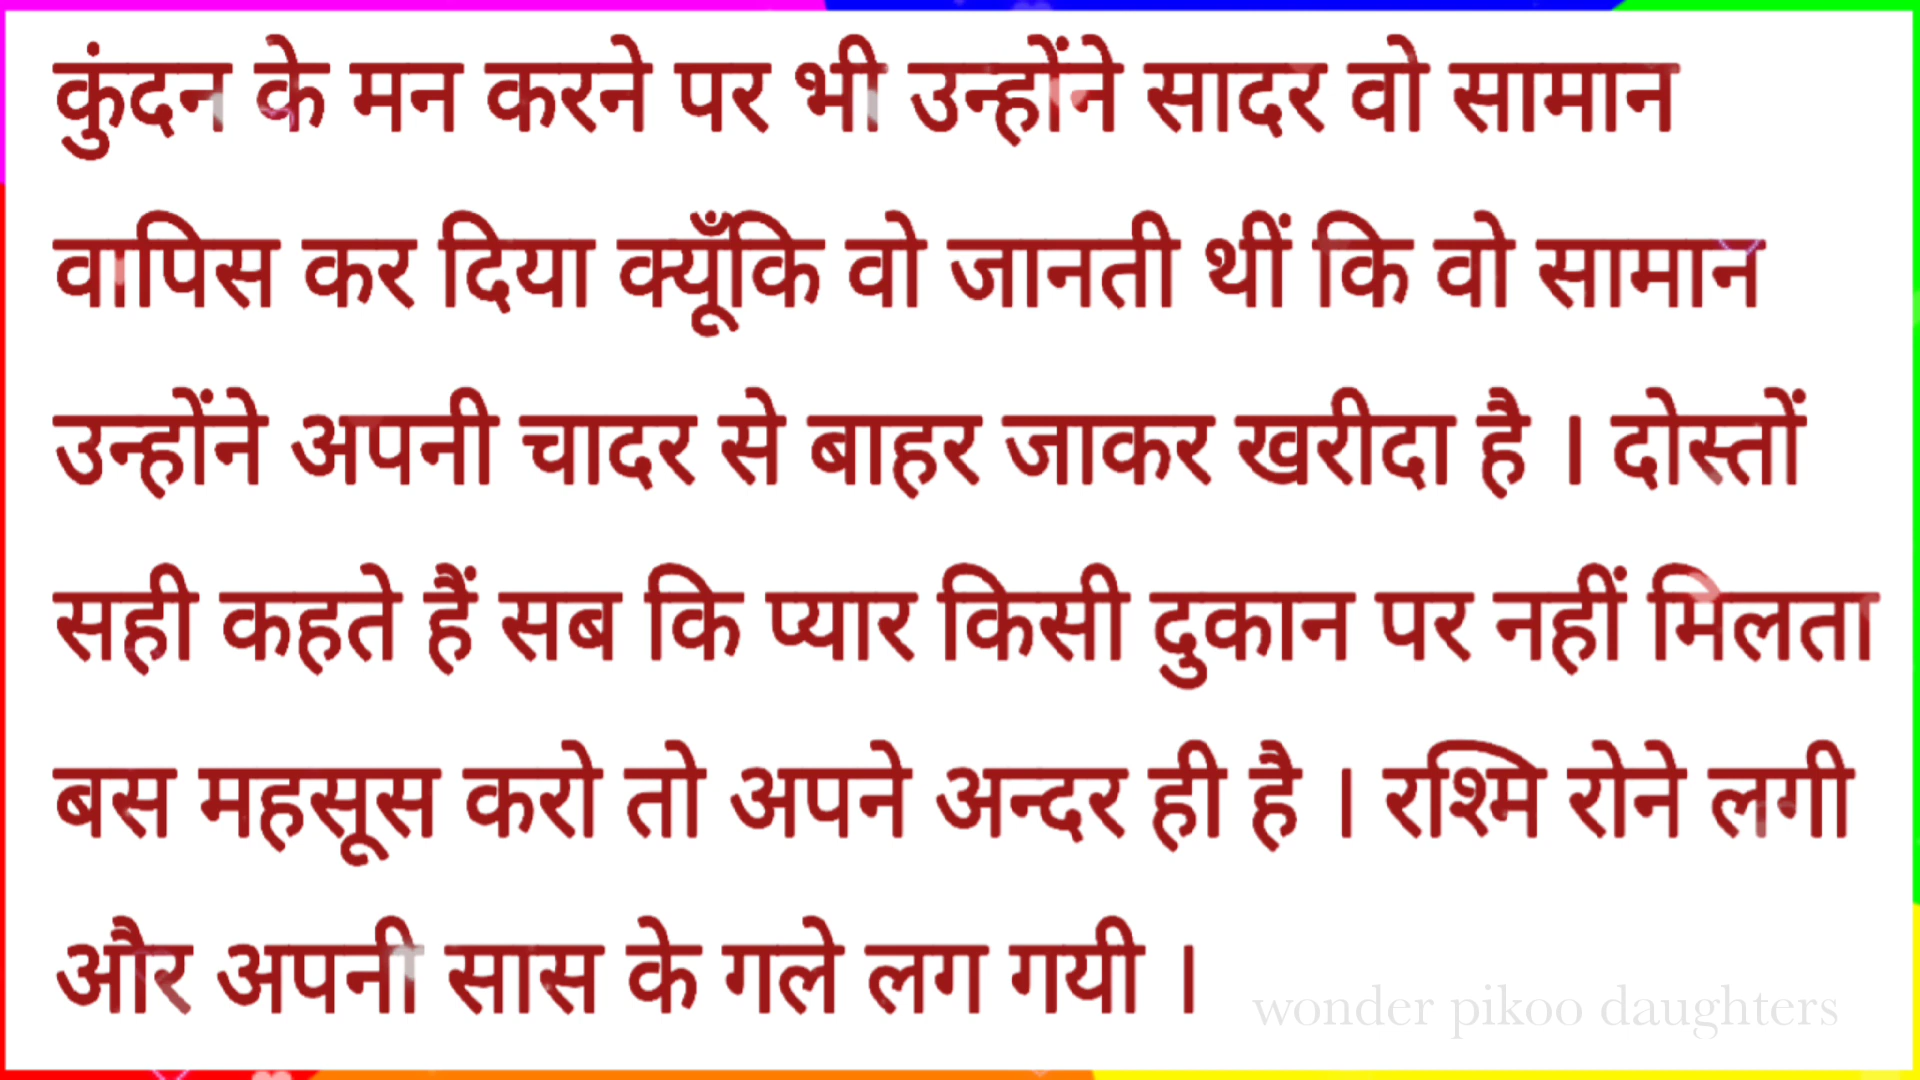 कुंदन के मन करने पर भी उन्होंने सादर वो सामान
वापिस कर दिया क्यूँकि वो जानती थीं कि वो सामान
उन्होंने अपनी चादर से बाहर जाकर खरीदा है । दोस्तों
सही कहते हैं सब कि प्यार किसी दुकान पर नहीं मिलता
बस महसूस करो तो अपने अन्दर ही है । रश्मि रोने लगी
और अपनी सास के गले लग गयी ।
wonder pikoo daughters